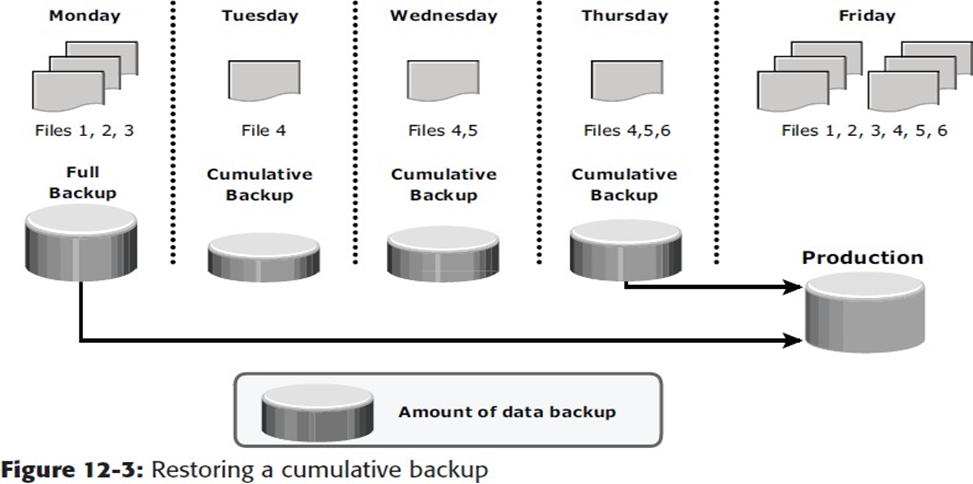 Monday
Tuesday
Wednesday
Thursday
Friday
Files 1, 2, 3
File 4
Files 4,5
Files 4,5,6
Files 1, 2, 3, 4, 5, 6
Full
Backup
Cumulative
Backup
Cumulative
Backup
Cumulative
Backup
Production
Amount of data backup
Figure 12-3: Restoring a cumulative backup